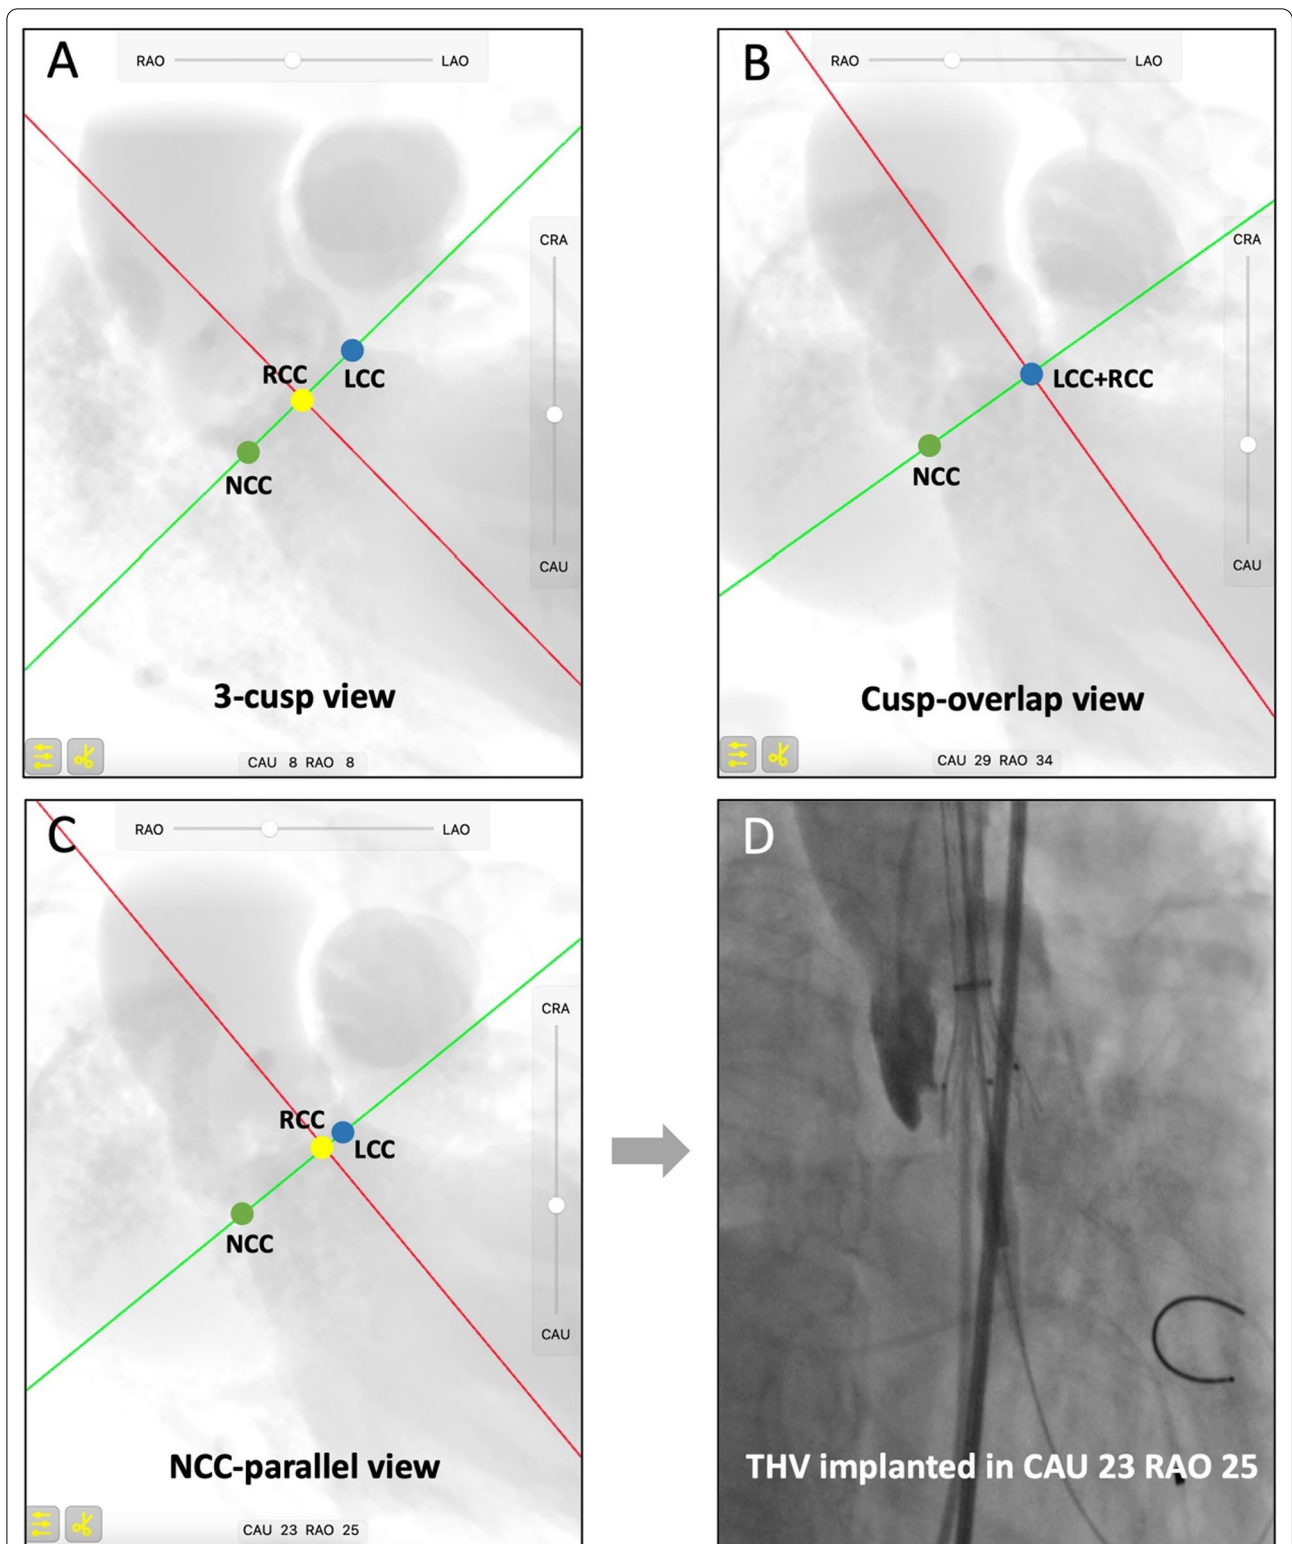 A
RAO
LAO
CRA
RCC
LCC
NCC
CAU
3-cusp view
CAU 8 RAO 8
B
RAO
LAO
CRA
LCC+RCC
NCC
CAU
Cusp-overlap view
CAU 29 RAO 34
C
RAO
LAO
CRA
RCC
LCC
NCC
CAU
NCC-parallel view
CAU 23 RAO 25
D
THV implanted in CAU 23 RAO 25